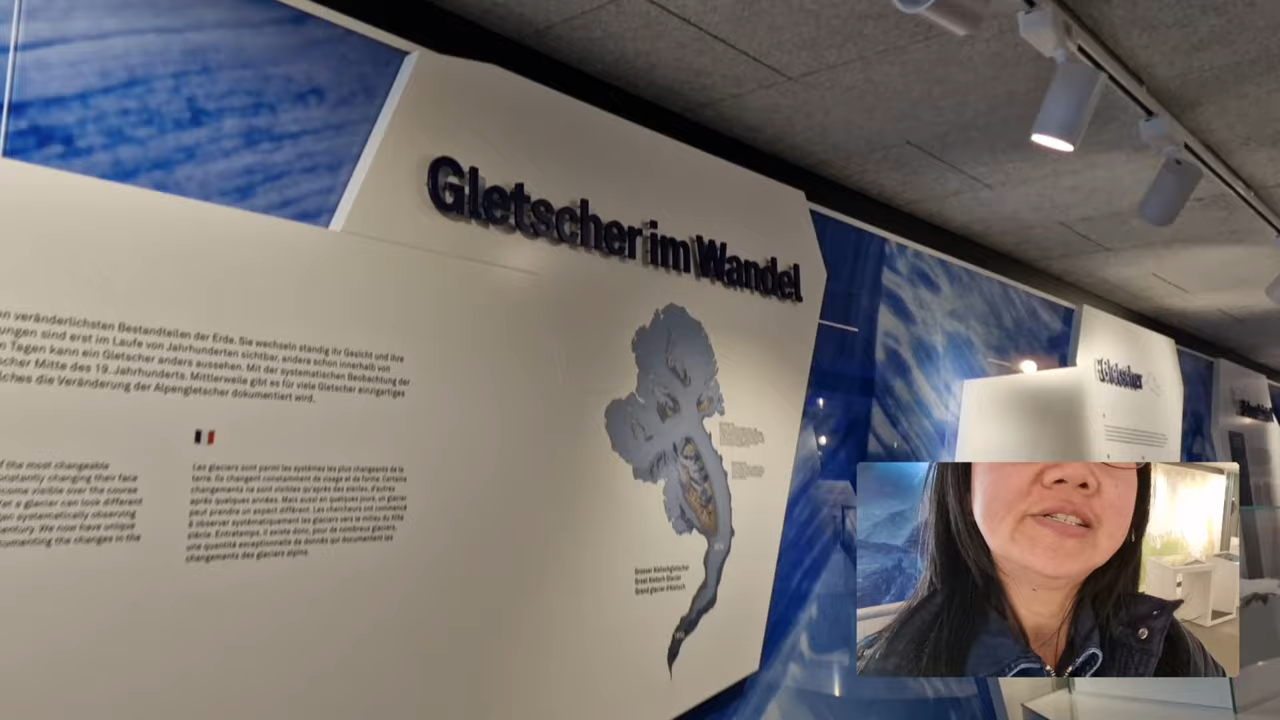 Gletscher im Wandel
n veränderlichsten Bestandteilen der Erde. Sie wechseln ständig ihr Gesicht und ihre
ungen sind erst im Laufe von Jahrhunderten sichtbar, andere schon innerhalb von
n Tagen kann ein Gletscher anders aussehen. Mit der systematischen Beobachtung der
scher Mitte des 19. Jahrhunderts. Mittlerweile gibt es für viele Gletscher einzigartiges
lches die Veränderung der Alpengletscher dokumentiert wird.
f the most changeable
onstantly changing their face
come visible over the course
et a glacier can look different
systematically observing
entury. We now have unique
umenting the changes in the
Les glaciers sont parmi les systèmes les plus changeants de la
terre. Ils changent constamment de visage et de forme. Certains
changements ne sont visibles qu'après des siècles, d'autres
après quelques années. Mais aussi en quelques jours, un glacier
peut prendre un aspect différent. Les chercheurs ont commencé
à observer systématiquement les glaciers vers le milieu du XIXe
siècle. Entretemps, il existe donc, pour de nombreux glaciers,
une quantité exceptionnelle de donnés qui documentent les
changements des glaciers alpins.
Grosser Aletschgletscher
Great Aletsch Glacier
Grand glacier d'Aletsch
Gletscher